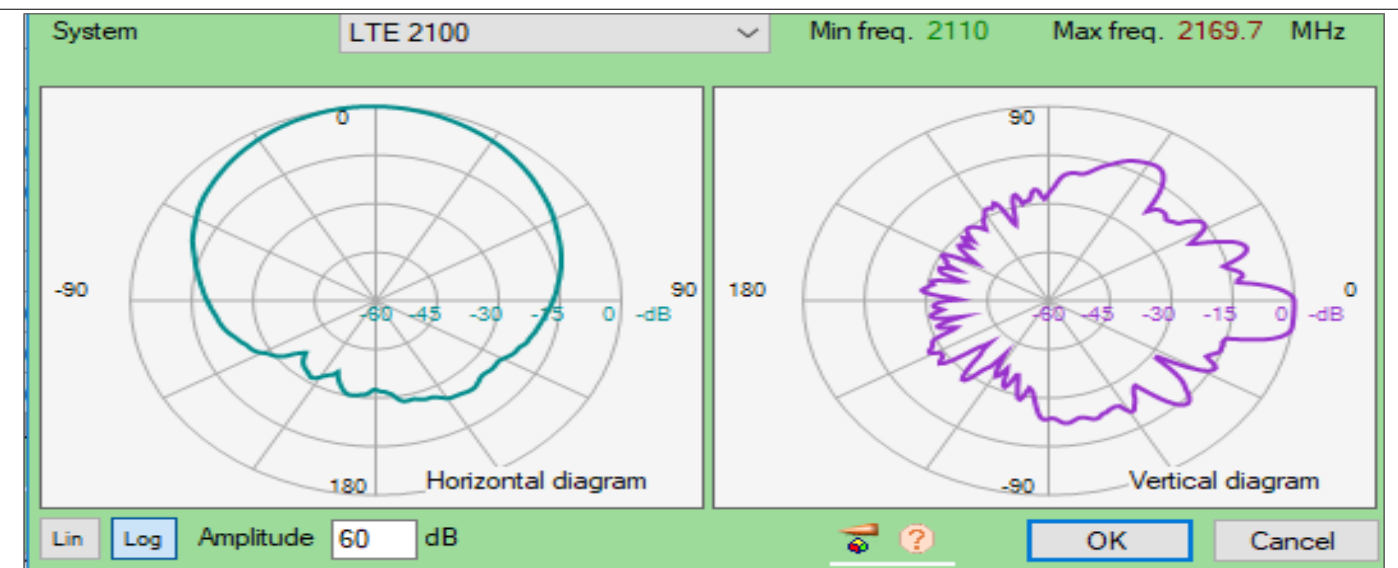 System LTE 2100 Min freq. 2110 Max freq. 2169.7 MHz
0
-90 90
-60 -45 -30 -15 0 -dB
180 Horizontal diagram
90
180 0
-60 -45 -30 -15 0 -dB
-90 Vertical diagram
Lin Log Amplitude 60 dB ? OK Cancel